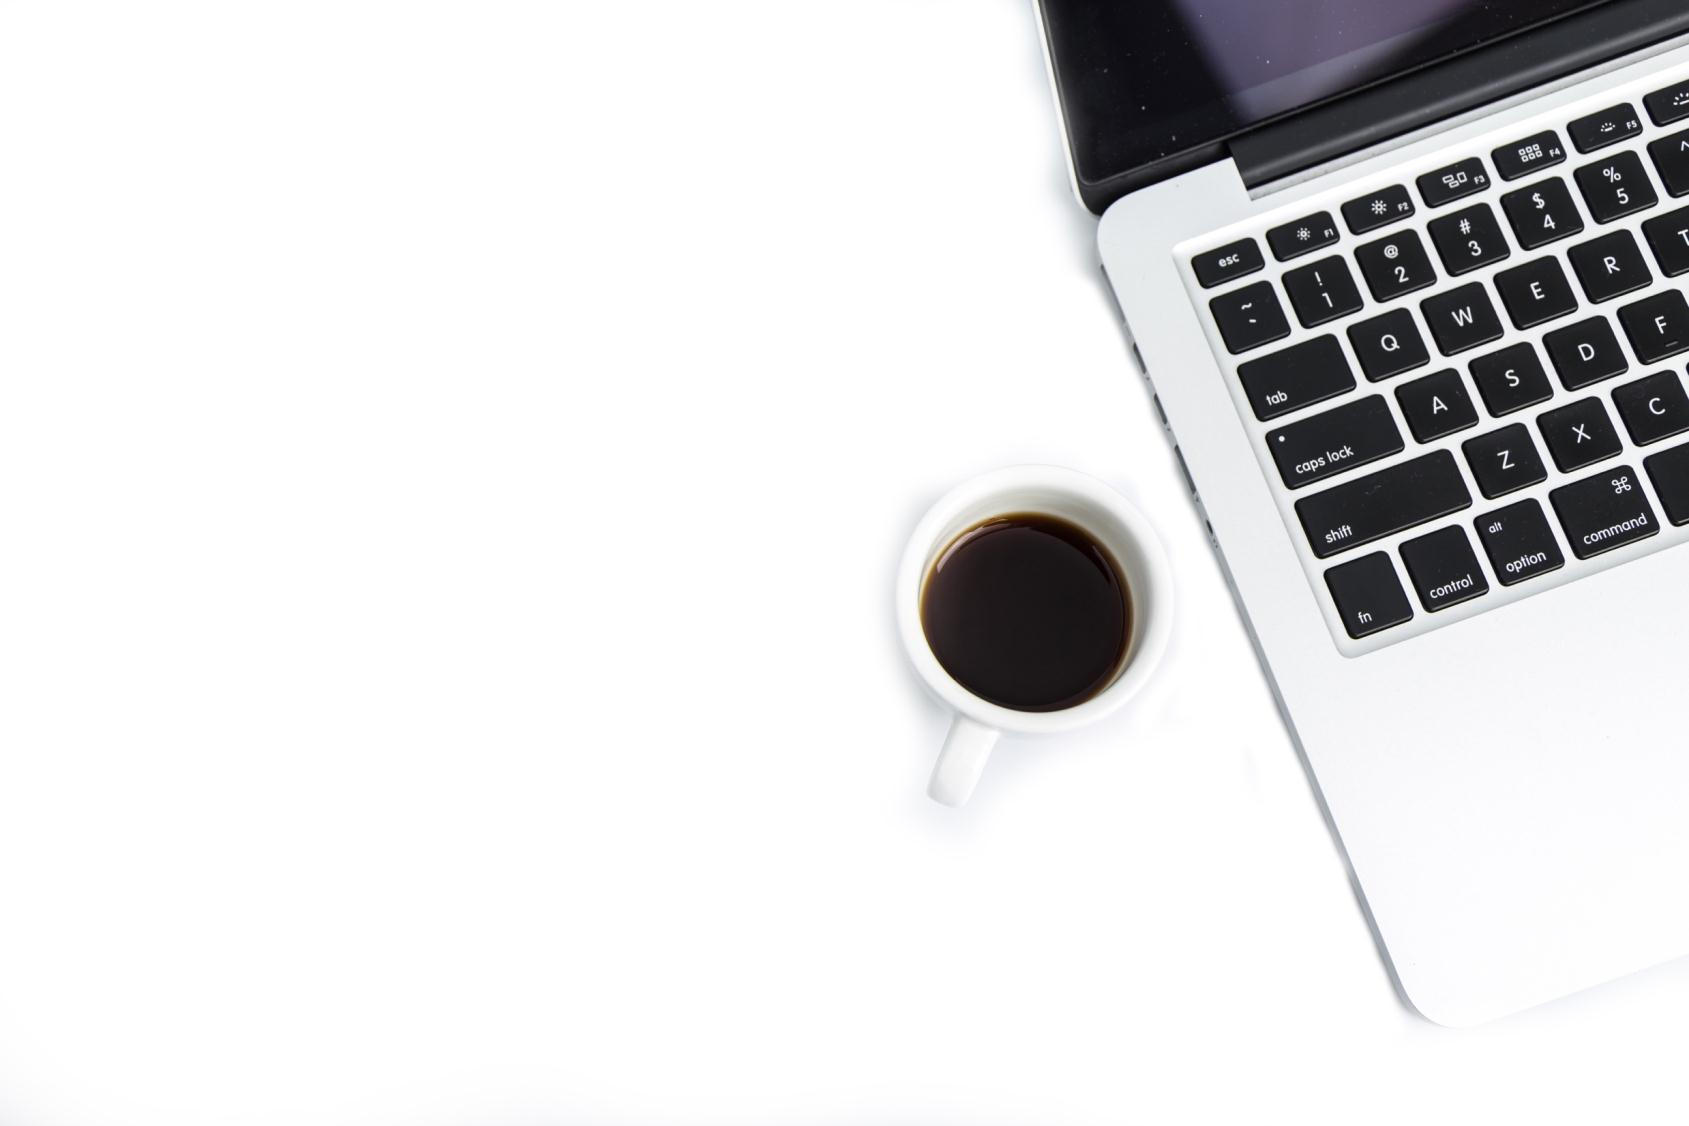 esc F1 F2 F3 F4 F5
~ ! @ # $ % ^
` 1 2 3 4 5
tab Q W E R T
caps lock A S D F
shift Z X C
fn control alt option ⌘ command